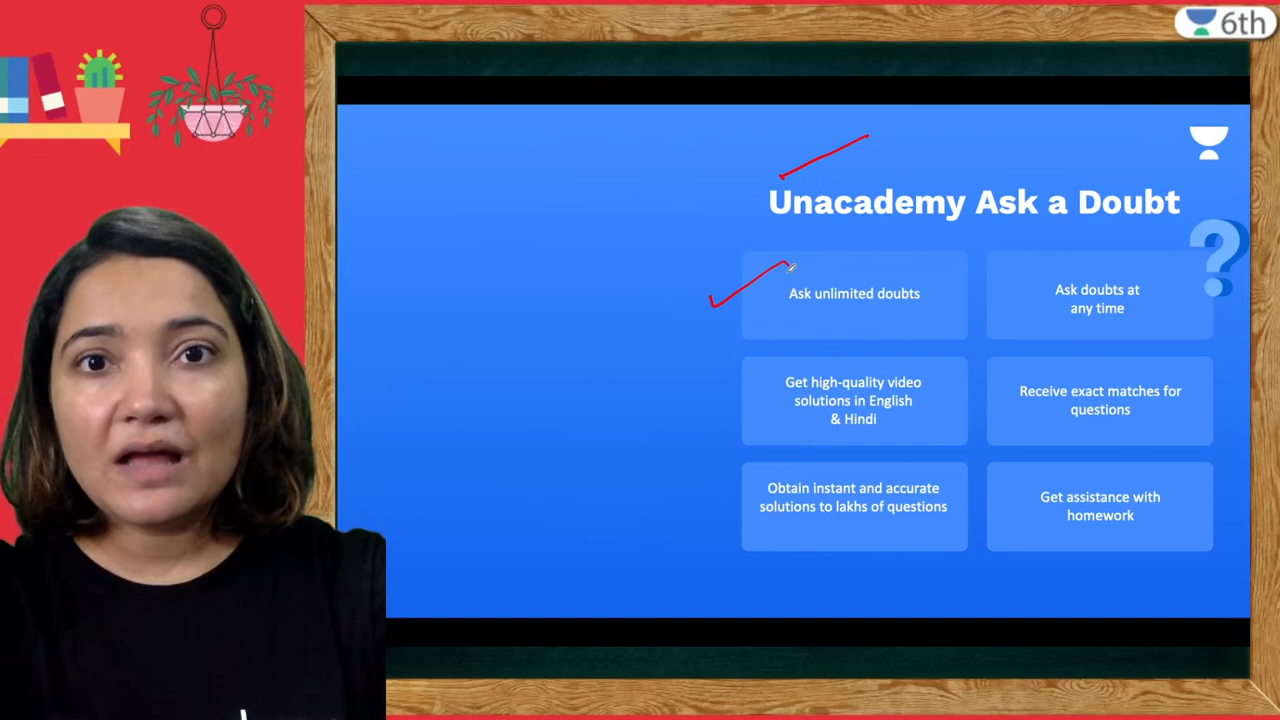 6th
Unacademy Ask a Doubt
?
Ask unlimited doubts
Ask doubts at
any time
Get high-quality video
solutions in English
& Hindi
Receive exact matches for
questions
Obtain instant and accurate
solutions to lakhs of questions
Get assistance with
homework